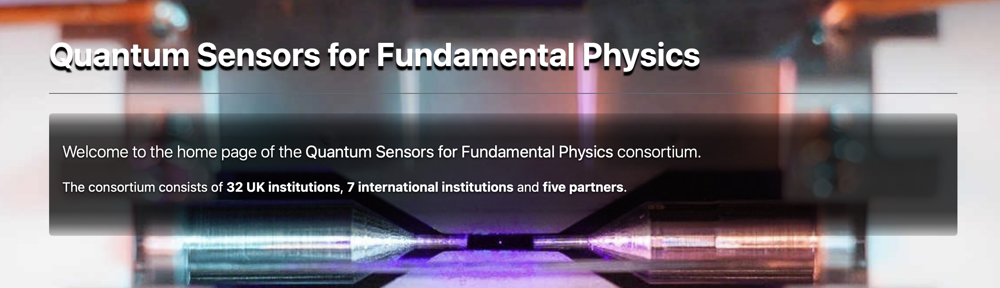 Quantum Sensors for Fundamental Physics
Welcome to the home page of the Quantum Sensors for Fundamental Physics consortium.
The consortium consists of 32 UK institutions, 7 international institutions and five partners.